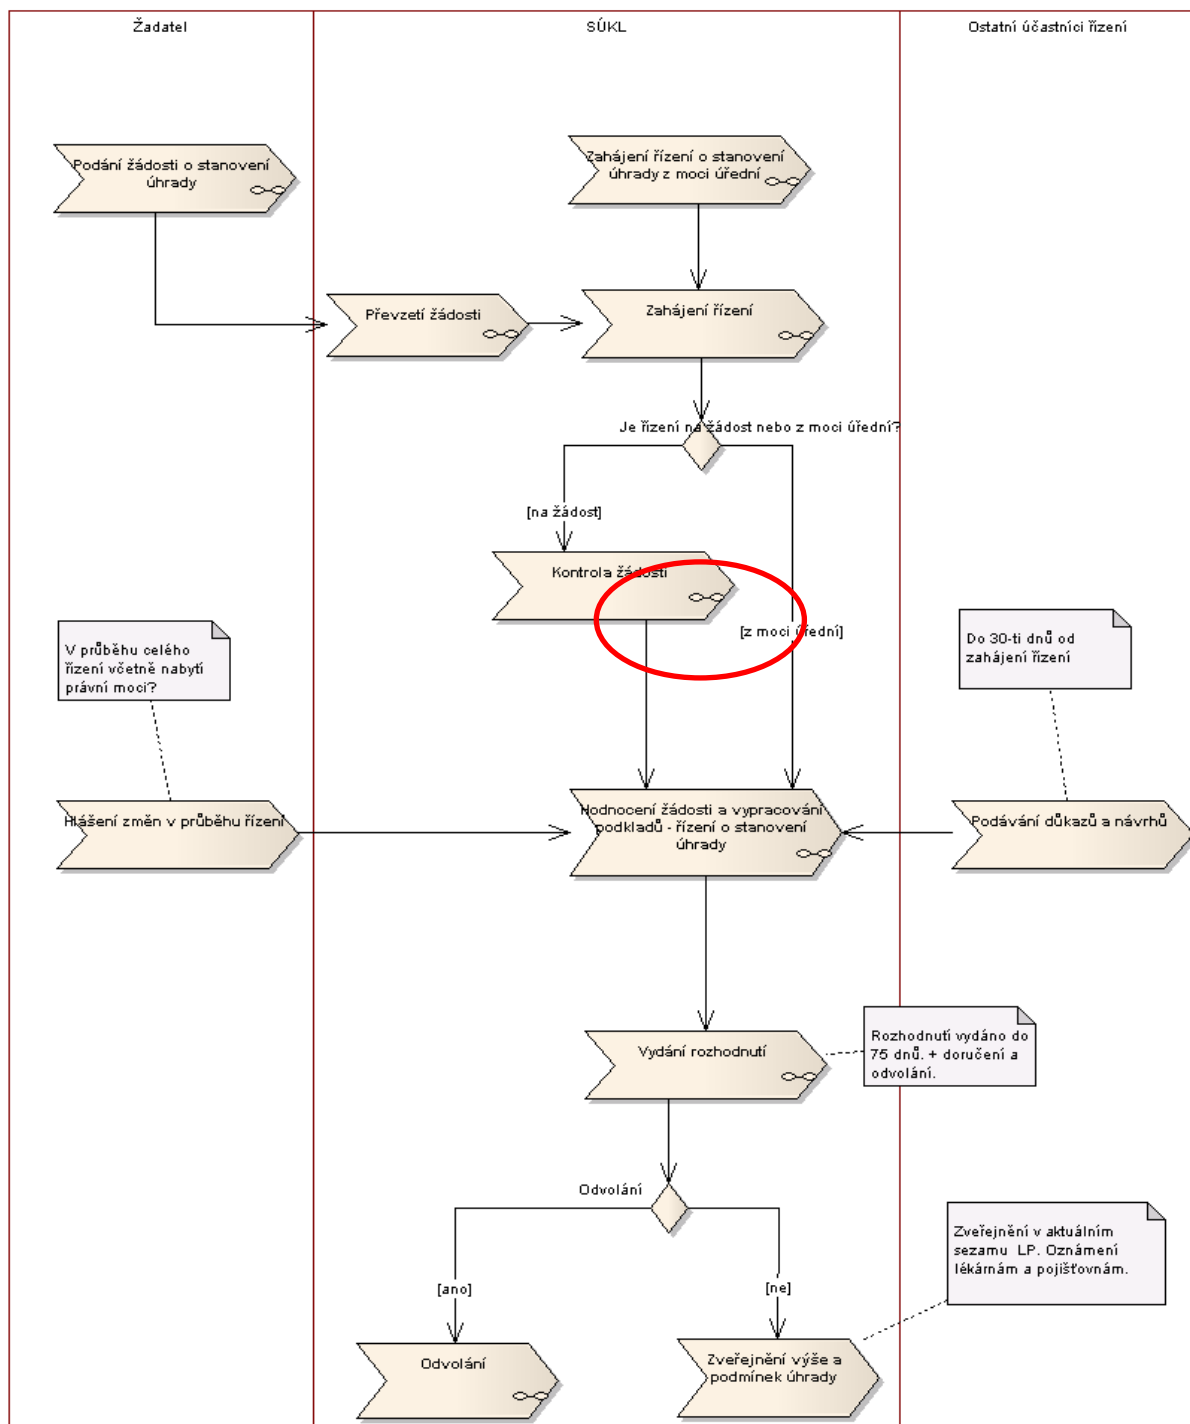 Žadatel
SÚKL
Ostatní účastníci řízení
Podání žádosti o stanovení
úhrady
Zahájení řízení o stanovení
úhrady z moci úřední
Převzetí žádosti
Zahájení řízení
Je řízení na žádost nebo z moci úřední?
[na žádost]
Kontrola žádosti
[z moci úřední]
V průběhu celého
řízení včetně nabytí
právní moci?
Do 30-ti dnů od
zahájení řízení
Hlášení změn v průběhu řízení
Hodnocení žádosti a vypracování
podkladů - řízení o stanovení
úhrady
Podávání důkazů a návrhů
Vydání rozhodnutí
Rozhodnutí vydáno do
75 dnů. + doručení a
odvolání.
Odvolání
[ano]
[ne]
Zveřejnění v aktuálním
sezamu LP. Oznámení
lékárnám a pojišťovnám.
Odvolání
Zveřejnění výše a
podmínek úhrady